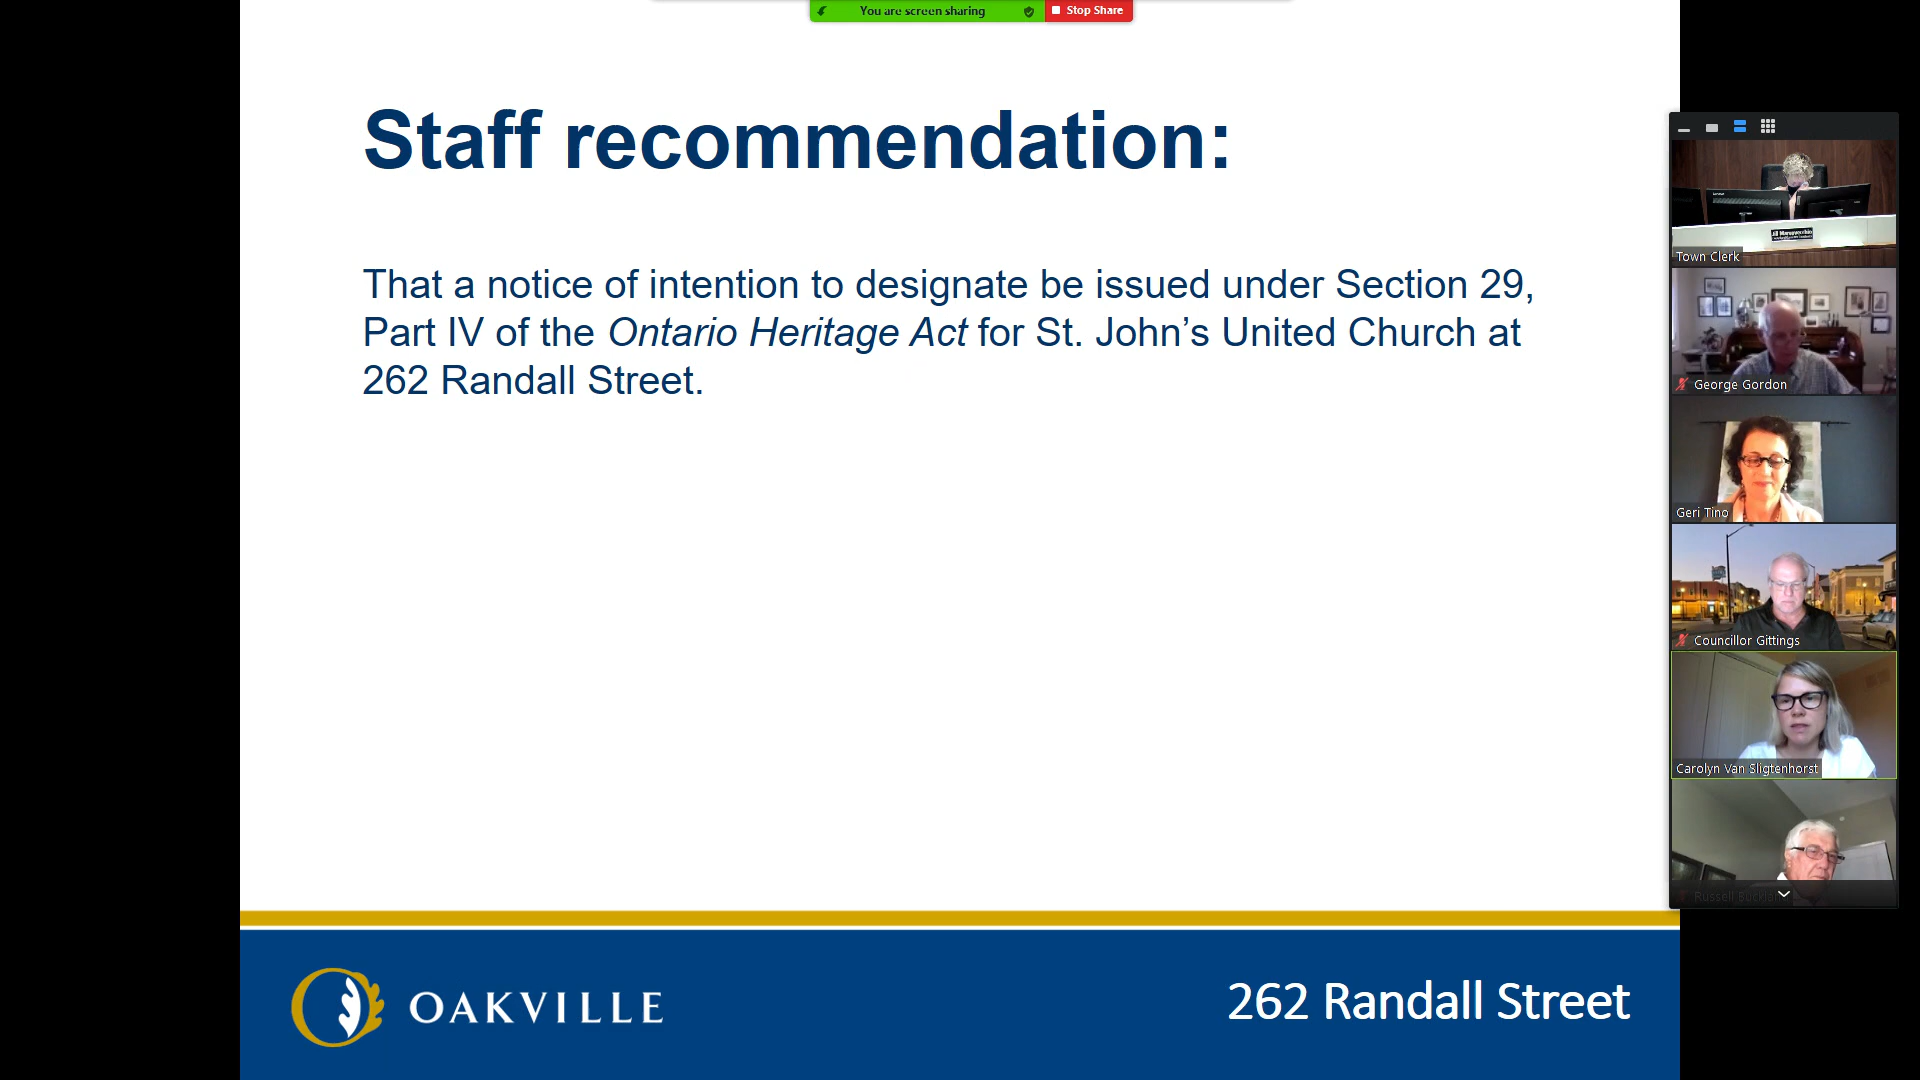 You are screen sharing
Stop Share
Staff recommendation:
That a notice of intention to designate be issued under Section 29,
Part IV of the Ontario Heritage Act for St. John’s United Church at
262 Randall Street.
Town Clerk
George Gordon
Geri Tino
Councillor Gittings
Carolyn Van Sligtenhorst
Russell
OAKVILLE
262 Randall Street